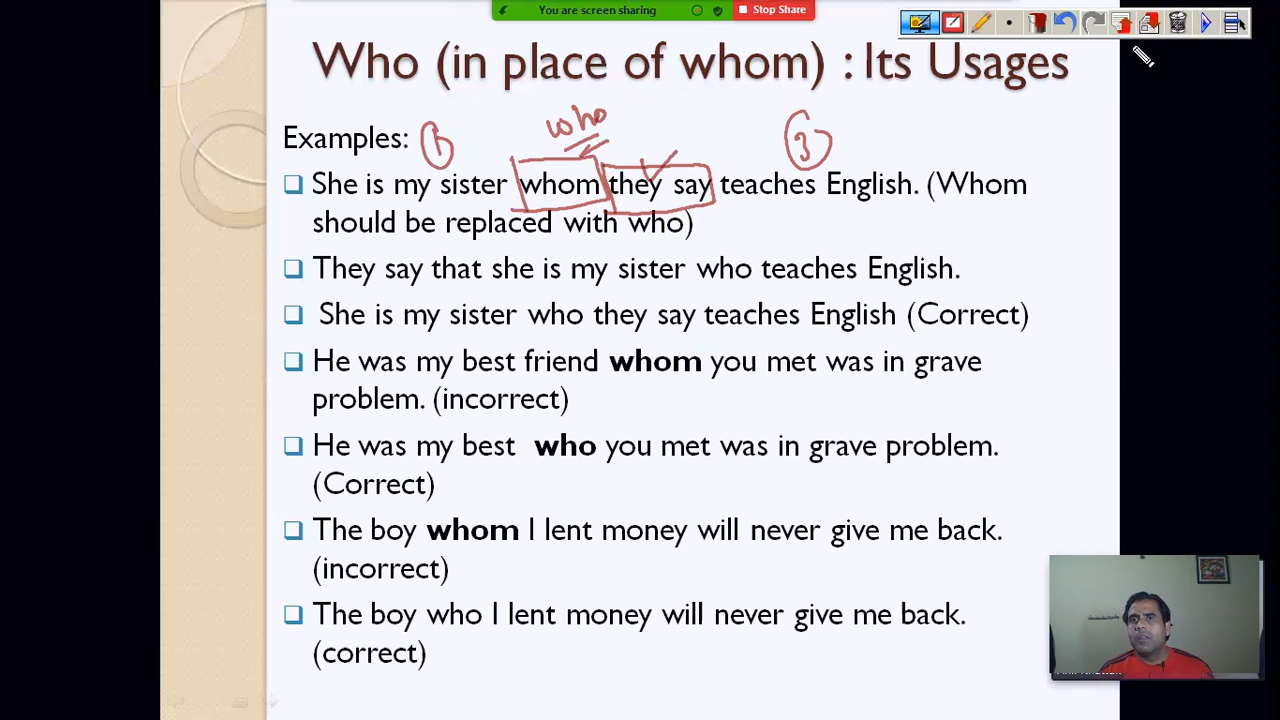 You are screen sharing
Stop Share
Who (in place of whom) : Its Usages
who
Examples:
1
3
She is my sister whom they say teaches English. (Whom
should be replaced with who)
They say that she is my sister who teaches English.
She is my sister who they say teaches English (Correct)
He was my best friend whom you met was in grave
problem. (incorrect)
He was my best who you met was in grave problem.
(Correct)
The boy whom I lent money will never give me back.
(incorrect)
The boy who I lent money will never give me back.
(correct)